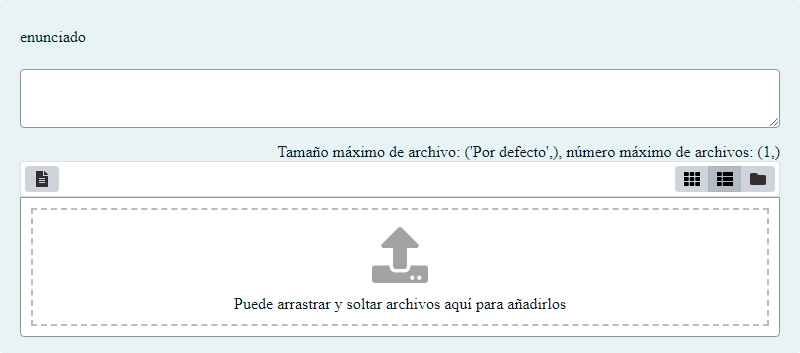 enunciado
Tamaño máximo de archivo: ('Por defecto',), número máximo de archivos: (1,)
Puede arrastrar y soltar archivos aquí para añadirlos